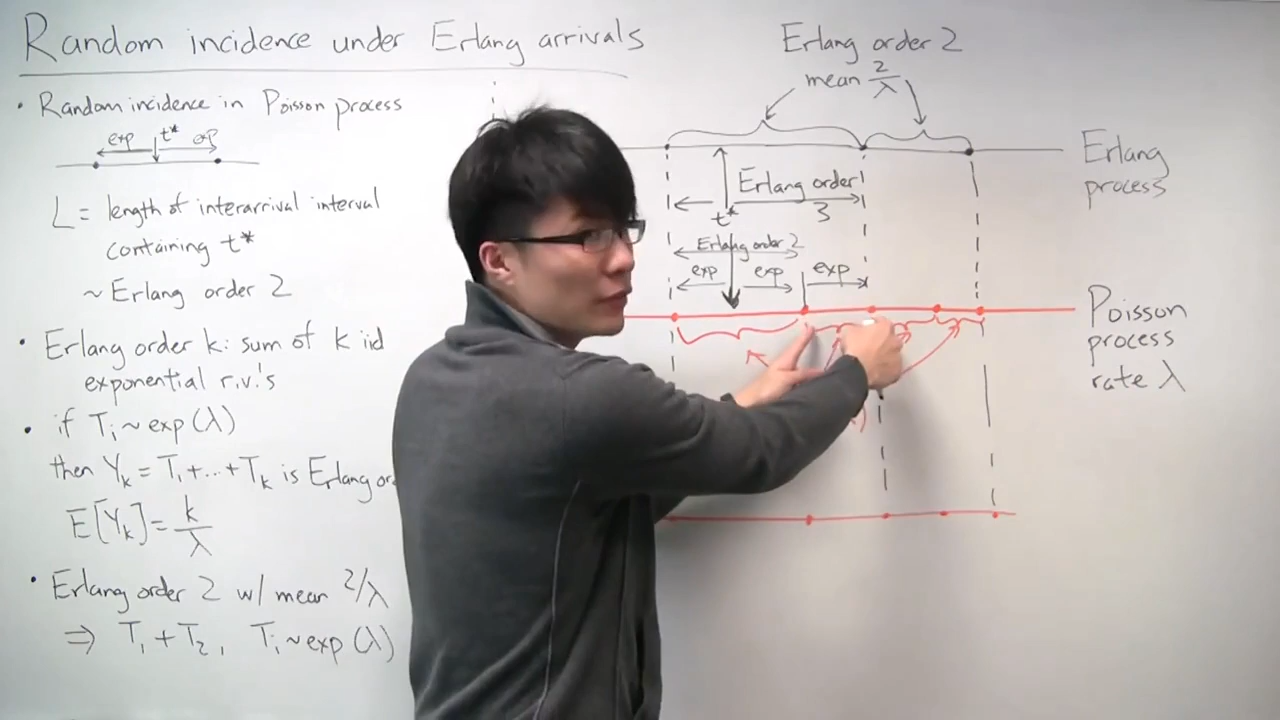 Random incidence under Erlang arrivals
• Random incidence in Poisson process
exp t* exp
L = length of interarrival interval
containing t*
~ Erlang order 2
• Erlang order k: sum of k iid
exponential r.v.'s
• if Tᵢ ~ exp(λ)
then Yₖ = T₁ + ... + Tₖ is Erlang
E[Yₖ] = k/λ
• Erlang order 2 w/ mean 2/λ
⇒ T₁ + T₂, Tᵢ ~ exp(λ)
Erlang order 2
mean 2/λ
Erlang
process
Erlang order
3
t*
Erlang order 2
exp exp exp
Poisson
process
rate λ